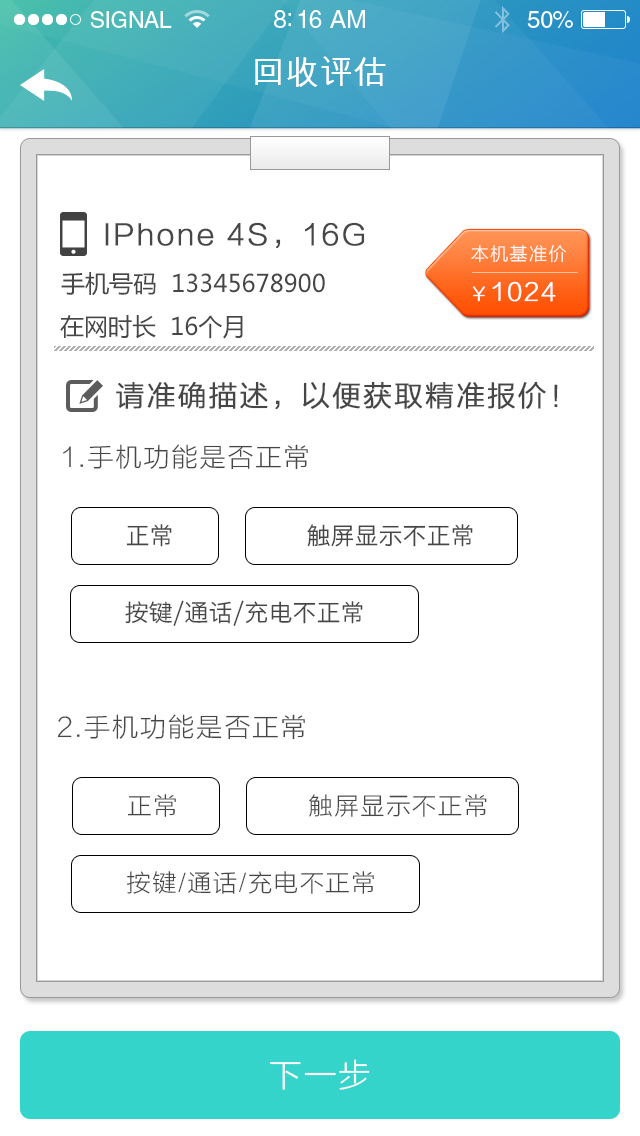 SIGNAL 8:16 AM 50%
回收评估
IPhone 4S，16G
本机基准价
手机号码 13345678900
￥1024
在网时长 16个月
请准确描述，以便获取精准报价！
1.手机功能是否正常
正常 触屏显示不正常
按键/通话/充电不正常
2.手机功能是否正常
正常 触屏显示不正常
按键/通话/充电不正常
下一步